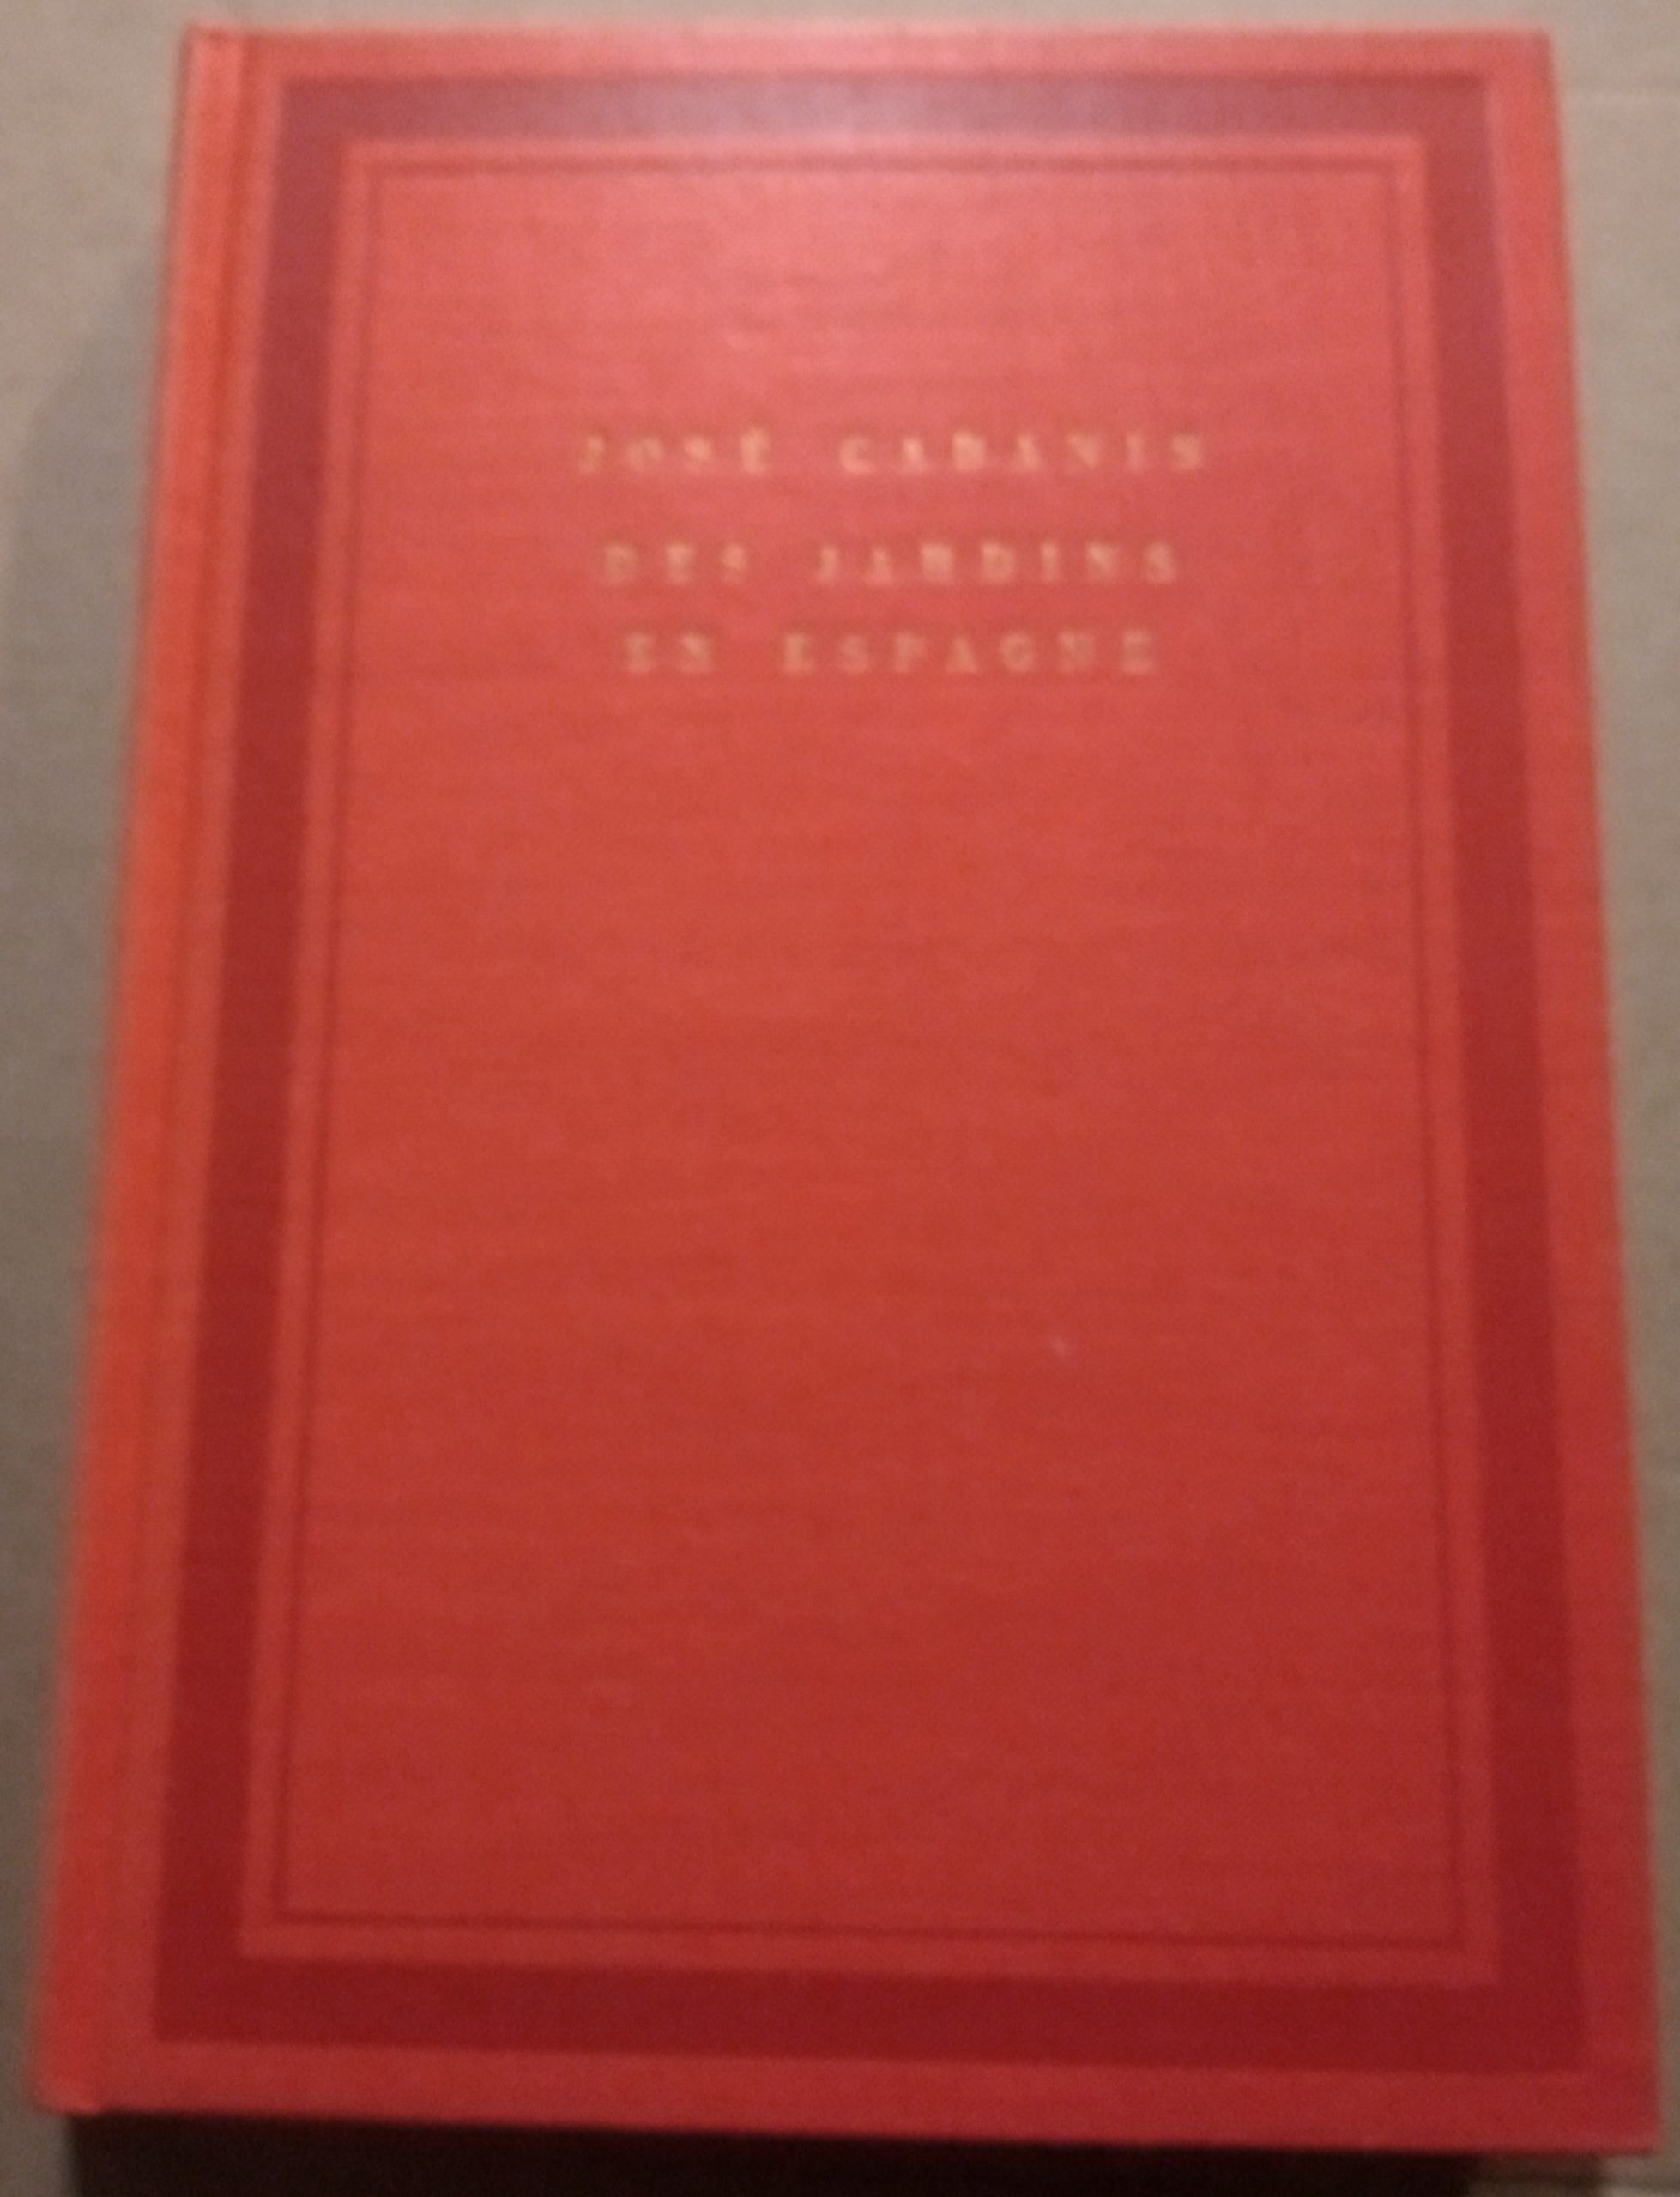 JOSÉ CABANIS
DES JARDINS
EN ESPAGNE